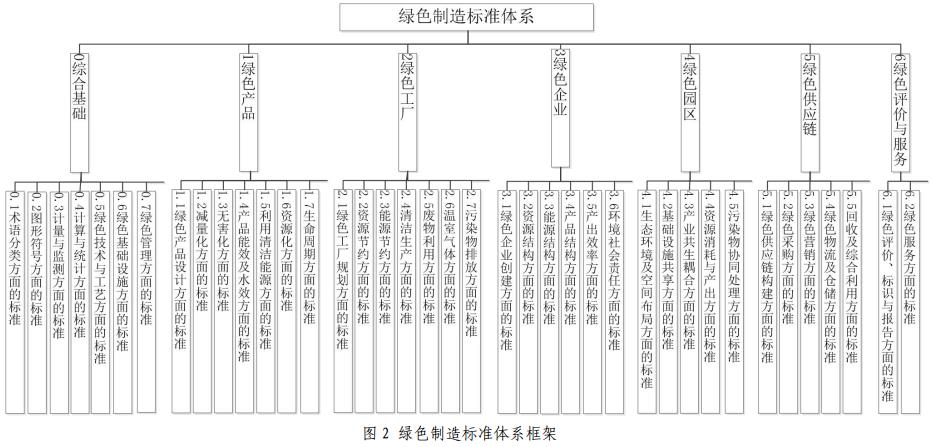 绿色制造标准体系
0综合基础
1绿色产品
2绿色工厂
3绿色企业
4绿色园区
5绿色供应链
6绿色评价与服务
0.1术语分类方面的标准
0.2图形符号方面的标准
0.3计量与监测方面的标准
0.4计算与统计方面的标准
0.5绿色技术与工艺方面的标准
0.6绿色基础设施方面的标准
0.7绿色管理方面的标准
1.1绿色产品设计方面的标准
1.2减量化方面的标准
1.3无害化方面的标准
1.4产品能效及水效方面的标准
1.5利用清洁能源方面的标准
1.6资源化方面的标准
1.7生命周期方面的标准
2.1绿色工厂规划方面的标准
2.2资源节约方面的标准
2.3能源节约方面的标准
2.4清洁生产方面的标准
2.5废物利用方面的标准
2.6温室气体方面的标准
2.7污染物排放方面的标准
3.1绿色企业创建方面的标准
3.2资源结构方面的标准
3.3能源结构方面的标准
3.4产品结构方面的标准
3.5产出效率方面的标准
3.6环境社会责任方面的标准
4.1生态环境及空间布局方面的标准
4.2基础设施共享方面的标准
4.3产业共生耦合方面的标准
4.4资源消耗与产出方面的标准
4.5污染物协同处理方面的标准
5.1绿色供应链构建方面的标准
5.2绿色采购方面的标准
5.3绿色营销方面的标准
5.4绿色物流及仓储方面的标准
5.5回收及综合利用方面的标准
6.1绿色评价、标识与报告方面的标准
6.2绿色服务方面的标准
图 2 绿色制造标准体系框架